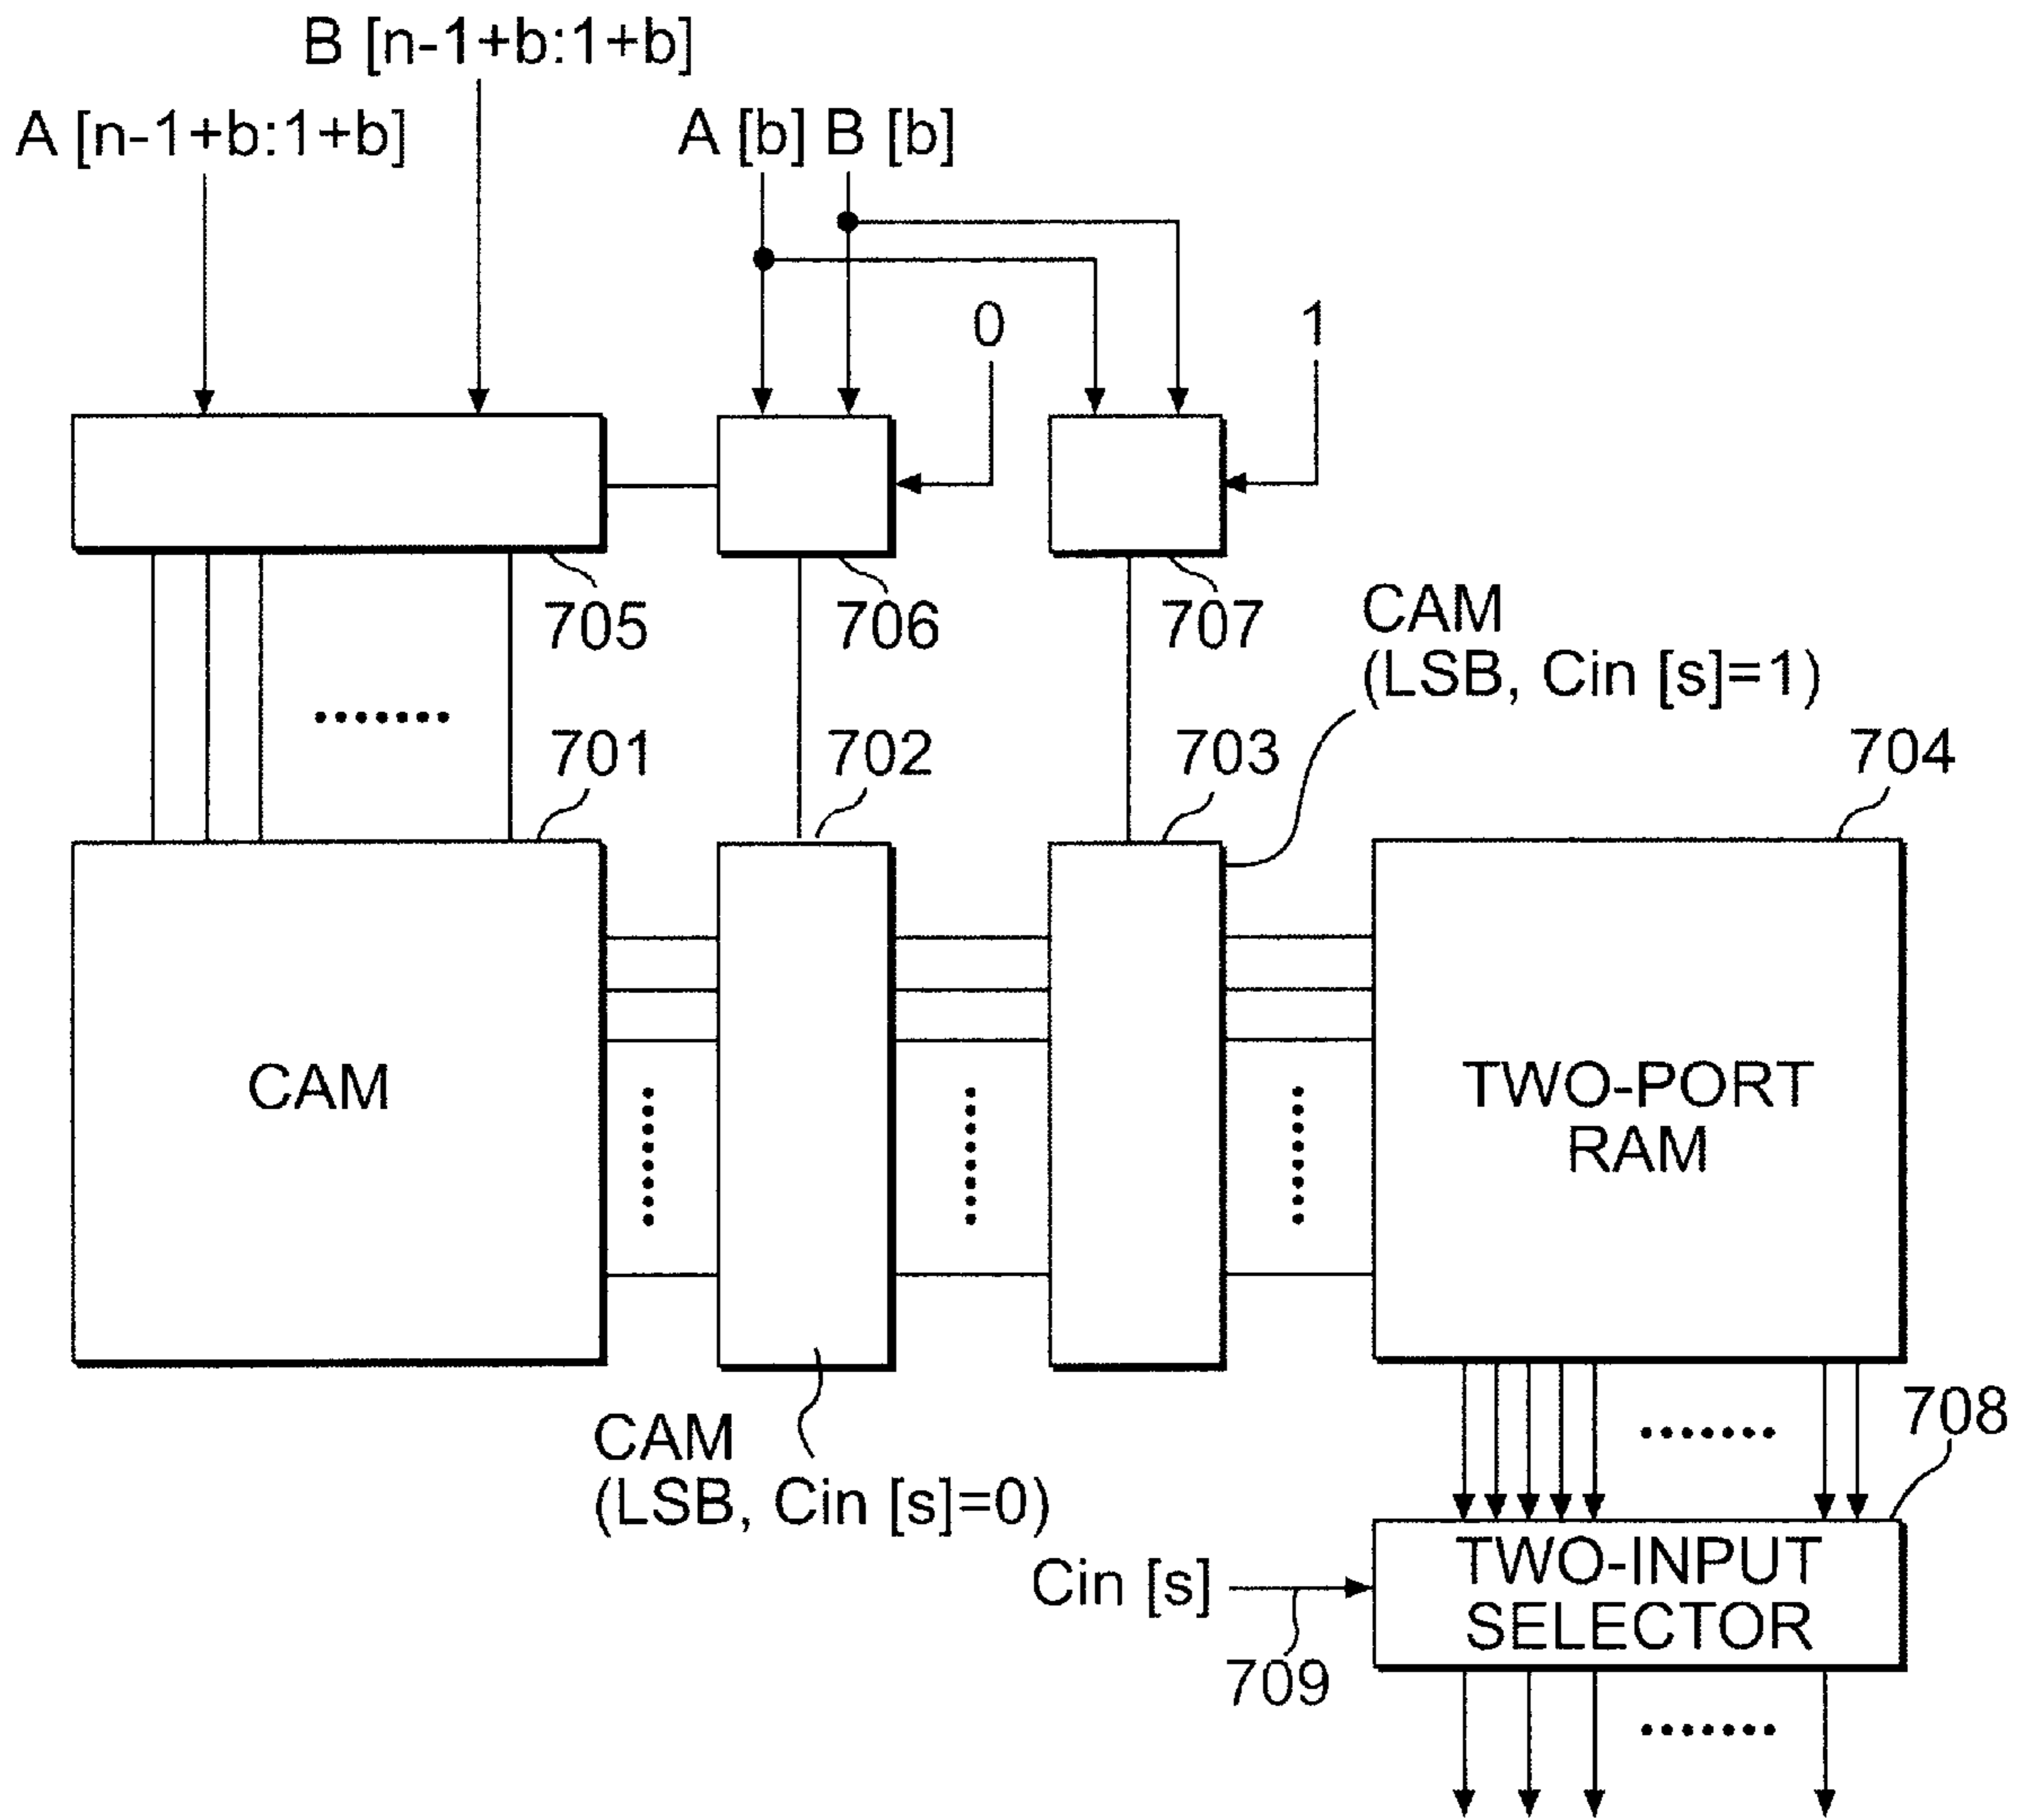 B [n-1+b:1+b]
A [n-1+b:1+b]
A [b] B [b]
0
1
705
706
707
CAM
(LSB, Cin [s]=1)
701
702
703
704
CAM
TWO-PORT
RAM
CAM
(LSB, Cin [s]=0)
708
Cin [s]
709
TWO-INPUT
SELECTOR